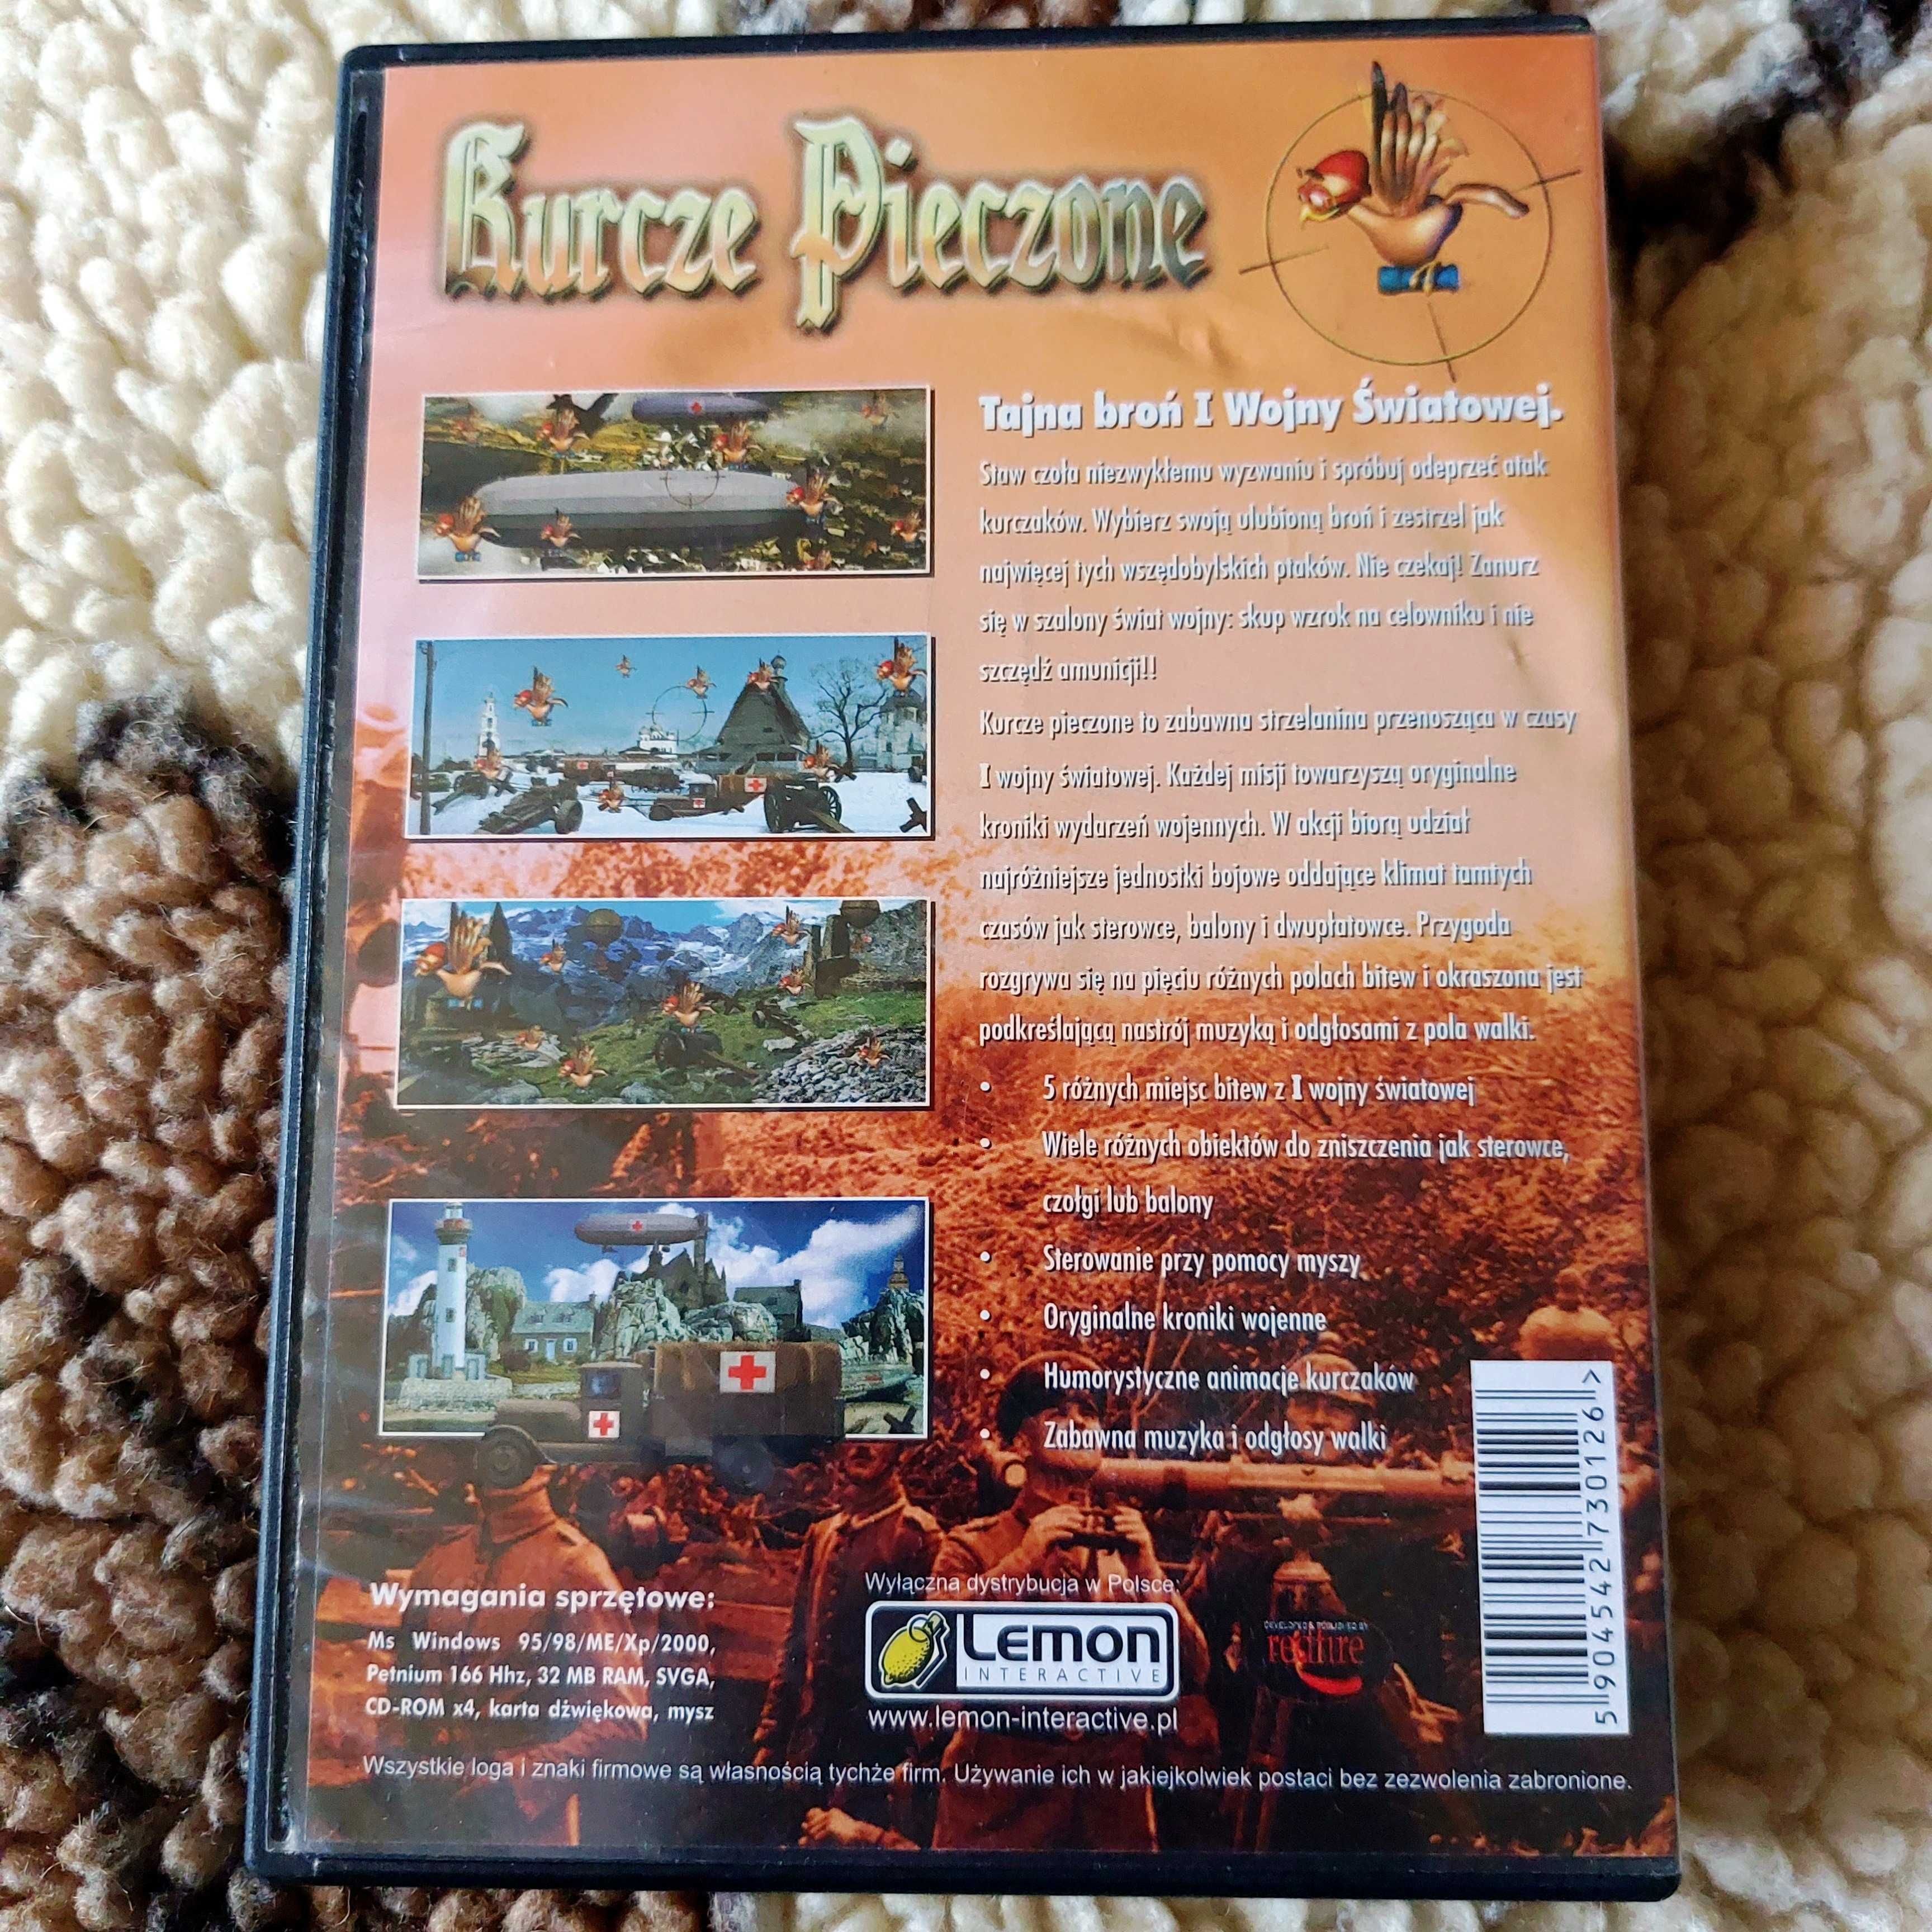 Kurcze Pieczone
Tajna broń I Wojny Światowej.
Staw czoła niezwykłemu wyzwaniu i spróbuj odeprzeć atak
kurczaków. Wybierz swoją ulubioną broń i zestrzel jak
najwięcej tych wszędobylskich ptaków. Nie czekaj! Zanurz
się w szalony świat wojny: skup wzrok na celowniku i nie
szczędź amunicji!!
Kurcze pieczone to zabawna strzelanina przenosząca w czasy
I wojny światowej. Każdej misji towarzyszą oryginalne
kroniki wydarzeń wojennych. W akcji biorą udział
najróżniejsze jednostki bojowe oddające klimat tamtych
czasów jak sterowce, balony i dwupłatowce. Przygoda
rozgrywa się na pięciu różnych polach bitew i okraszona jest
podkreślającą nastrój muzyką i odgłosami z pola walki.
• 5 różnych miejsc bitew z I wojny światowej
• Wiele różnych obiektów do zniszczenia jak sterowce,
czołgi lub balony
• Sterowanie przy pomocy myszy
• Oryginalne kroniki wojenne
• Humorystyczne animacje kurczaków
• Zabawna muzyka i odgłosy walki
Wymagania sprzętowe:
Ms Windows 95/98/ME/Xp/2000,
Petnium 166 Hhz, 32 MB RAM, SVGA,
CD-ROM x4, karta dźwiękowa, mysz
Wyłączna dystrybucja w Polsce:
LEMON
INTERACTIVE
www.lemon-interactive.pl
DEVELOPED & PUBLISHED BY
redfire
5 904542 730126 >
Wszystkie loga i znaki firmowe są własnością tychże firm. Używanie ich w jakiejkolwiek postaci bez zezwolenia zabronione.